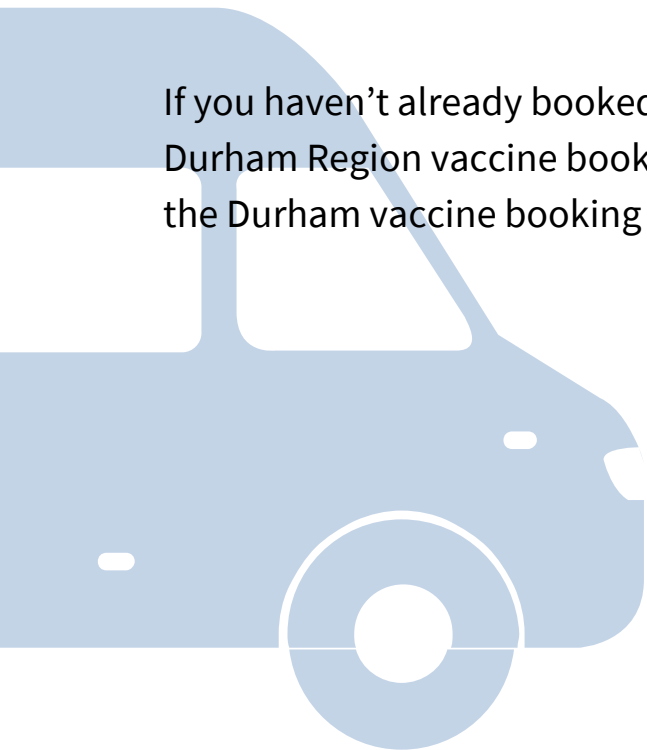 If you haven’t already booked
Durham Region vaccine book
the Durham vaccine booking